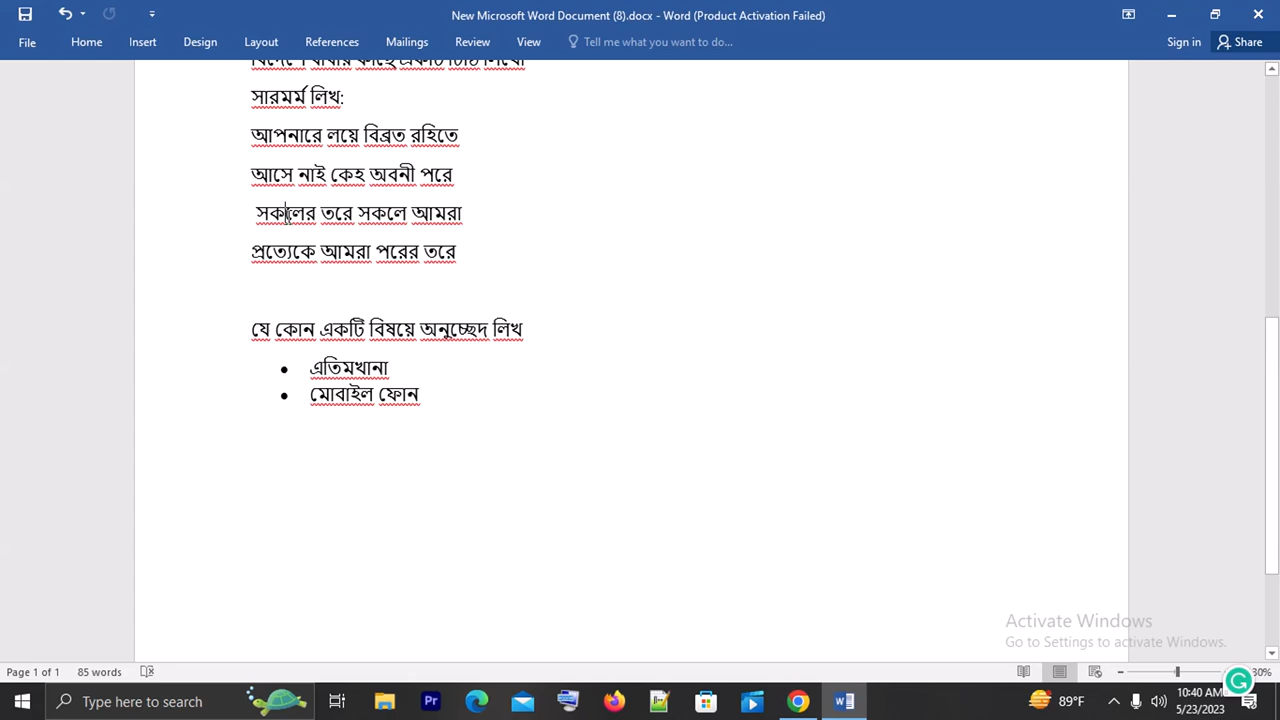 New Microsoft Word Document (8).docx - Word (Product Activation Failed)
File Home Insert Design Layout References Mailings Review View Tell me what you want to do... Sign in Share
বিদেশে বাবার কাছে একটি চিঠি লিখো
সারমর্ম লিখ:
আপনারে লয়ে বিব্রত রহিতে
আসে নাই কেহ অবনী পরে
সকলের তরে সকলে আমরা
প্রত্যেকে আমরা পরের তরে
যে কোন একটি বিষয়ে অনুচ্ছেদ লিখ
• এতিমখানা
• মোবাইল ফোন
Activate Windows
Go to Settings to activate Windows.
Page 1 of 1 85 words
Type here to search
Pr
89°F
10:40 AM
5/23/2023